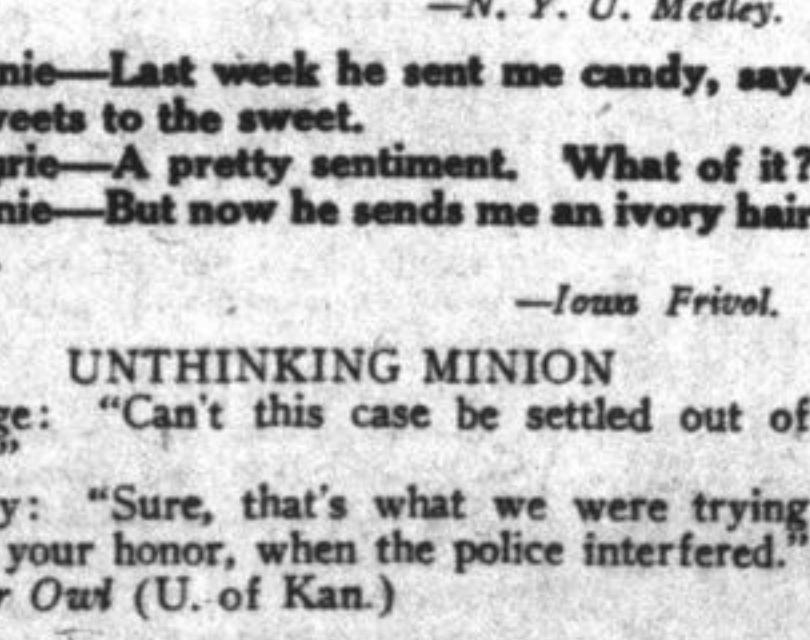 —N. Y. U. Medley.
nie—Last week he sent me candy, say-
weets to the sweet.
rie—A pretty sentiment. What of it?
nie—But now he sends me an ivory hair
.
—Iowa Frivol.
UNTHINKING MINION
ge: “Can't this case be settled out of
”
y: “Sure, that's what we were trying
your honor, when the police interfered.”
r Owl (U. of Kan.)